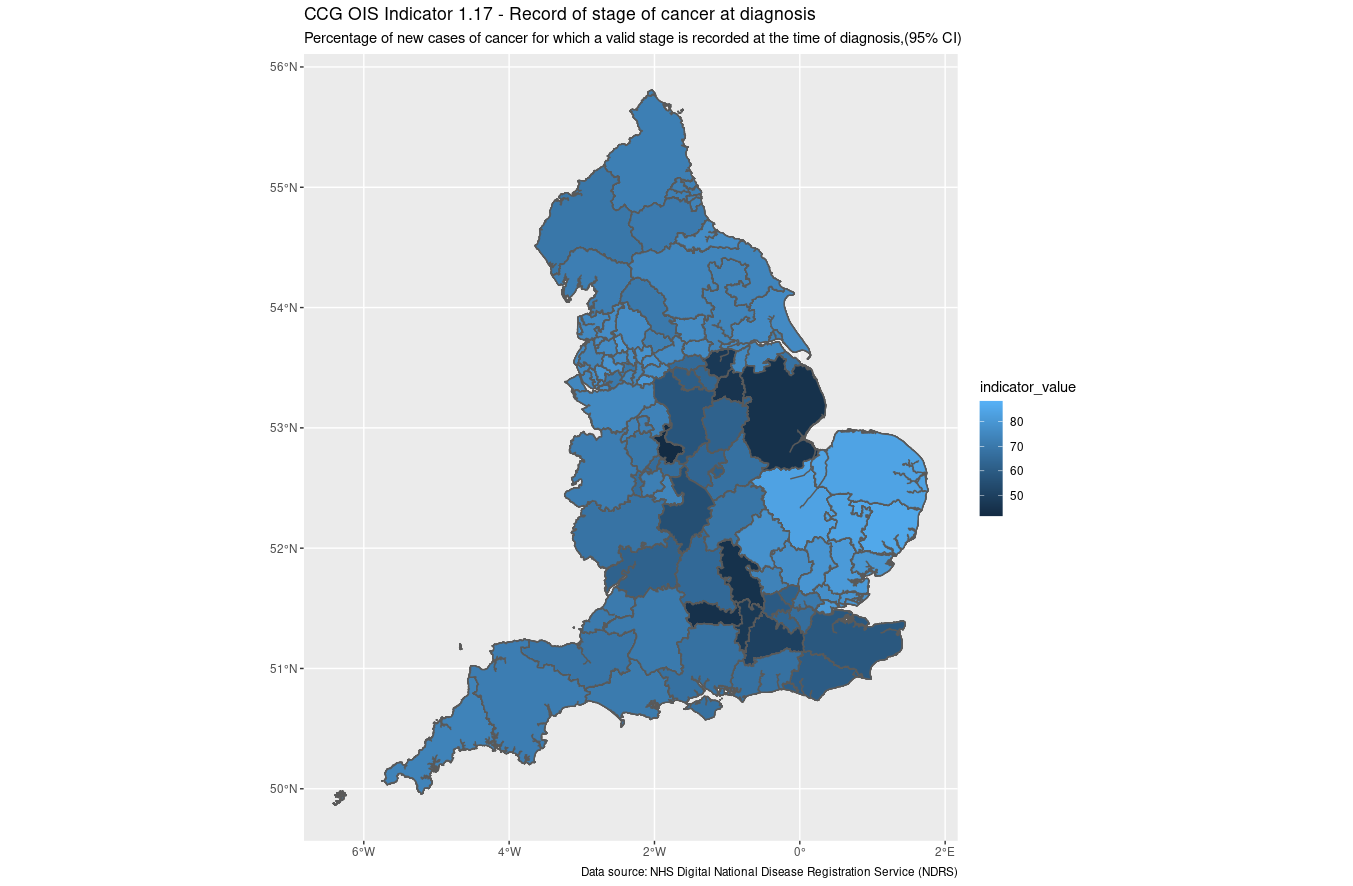 CCG OIS Indicator 1.17 - Record of stage of cancer at diagnosis
Percentage of new cases of cancer for which a valid stage is recorded at the time of diagnosis,(95% CI)
56°N
55°N
54°N
53°N
52°N
51°N
50°N
6°W 4°W 2°W 0° 2°E
indicator_value
80
70
60
50
Data source: NHS Digital National Disease Registration Service (NDRS)